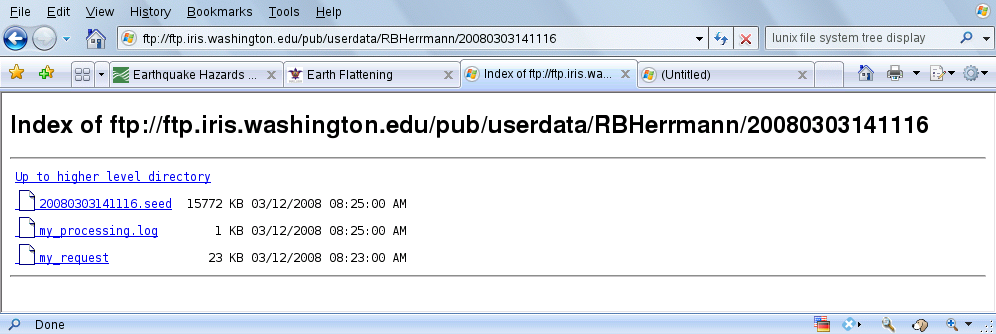 File Edit View History Bookmarks Tools Help
ftp://ftp.iris.washington.edu/pub/userdata/RBHerrmann/20080303141116 lunix file system tree display
Earthquake Hazards ... Earth Flattening Index of ftp://ftp.iris.wa... (Untitled)
Index of ftp://ftp.iris.washington.edu/pub/userdata/RBHerrmann/20080303141116
Up to higher level directory
20080303141116.seed 15772 KB 03/12/2008 08:25:00 AM
my_processing.log 1 KB 03/12/2008 08:25:00 AM
my_request 23 KB 03/12/2008 08:23:00 AM
Done